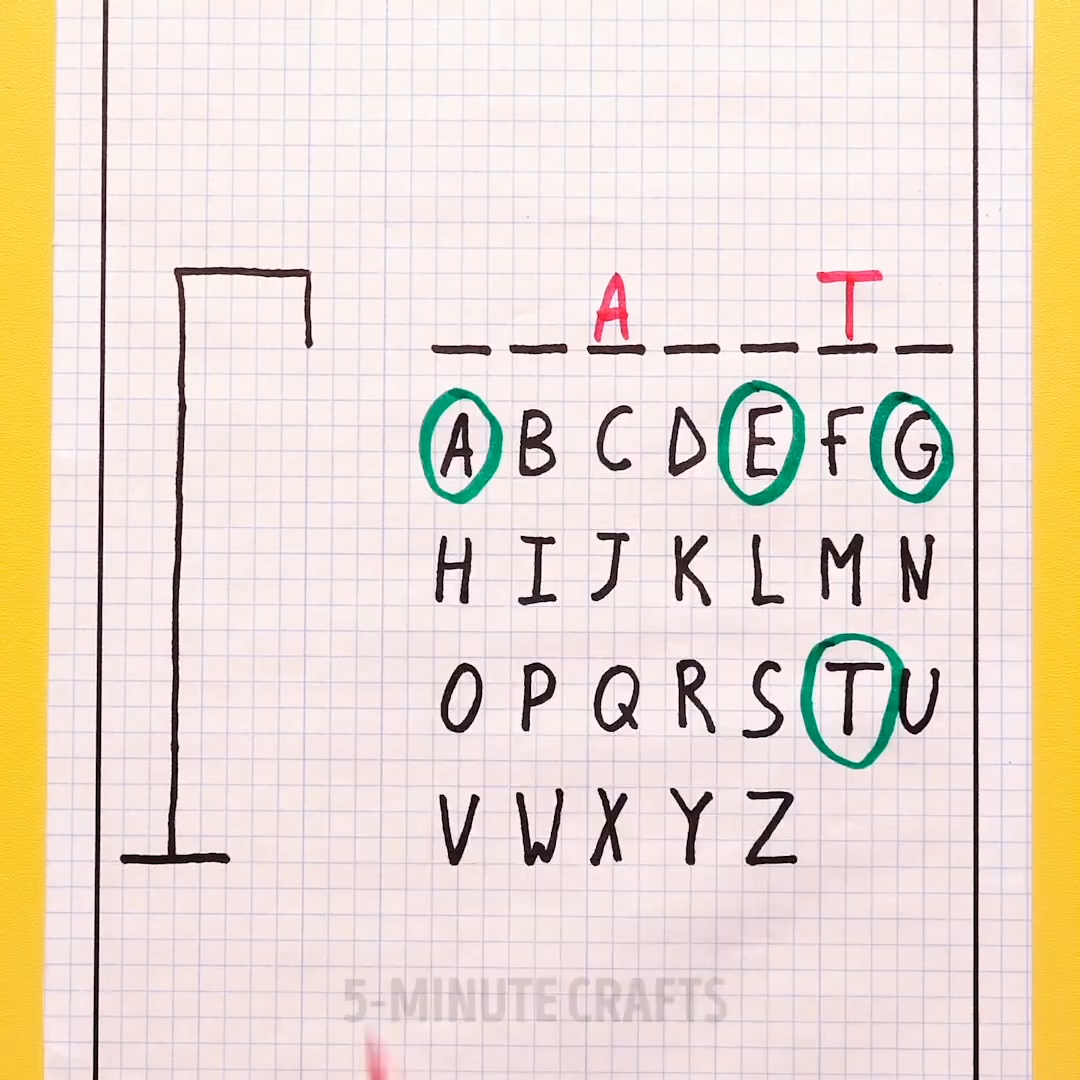 A T
A B C D E F G
H I J K L M N
O P Q R S T U
V W X Y Z
5-MINUTE CRAFTS